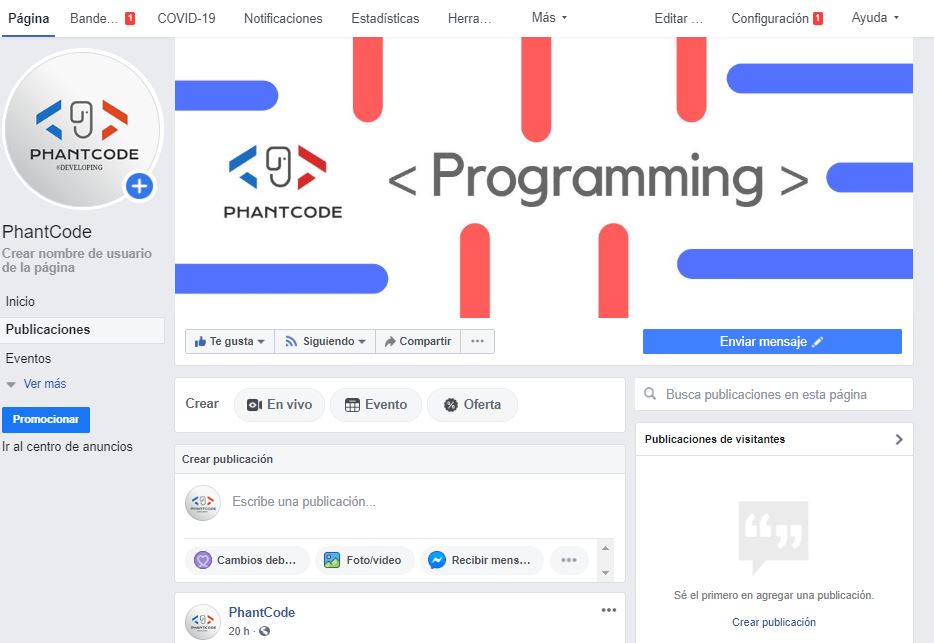 Página Bande... 1 COVID-19 Notificaciones Estadísticas Herra... Más Editar ... Configuración 1 Ayuda
PHANTCODE
®DEVELOPING
PHANTCODE
< Programming >
PhantCode
Crear nombre de usuario
de la página
Inicio
Publicaciones
Eventos
Ver más
Promocionar
Ir al centro de anuncios
Te gusta Siguiendo Compartir ... Enviar mensaje
Crear En vivo Evento Oferta
Busca publicaciones en esta página
Crear publicación
PHANTCODE
Escribe una publicación...
Cambios deb... Foto/video Recibir mens... ...
Publicaciones de visitantes
Sé el primero en agregar una publicación.
Crear publicación
PHANTCODE
PhantCode ...
20 h ·